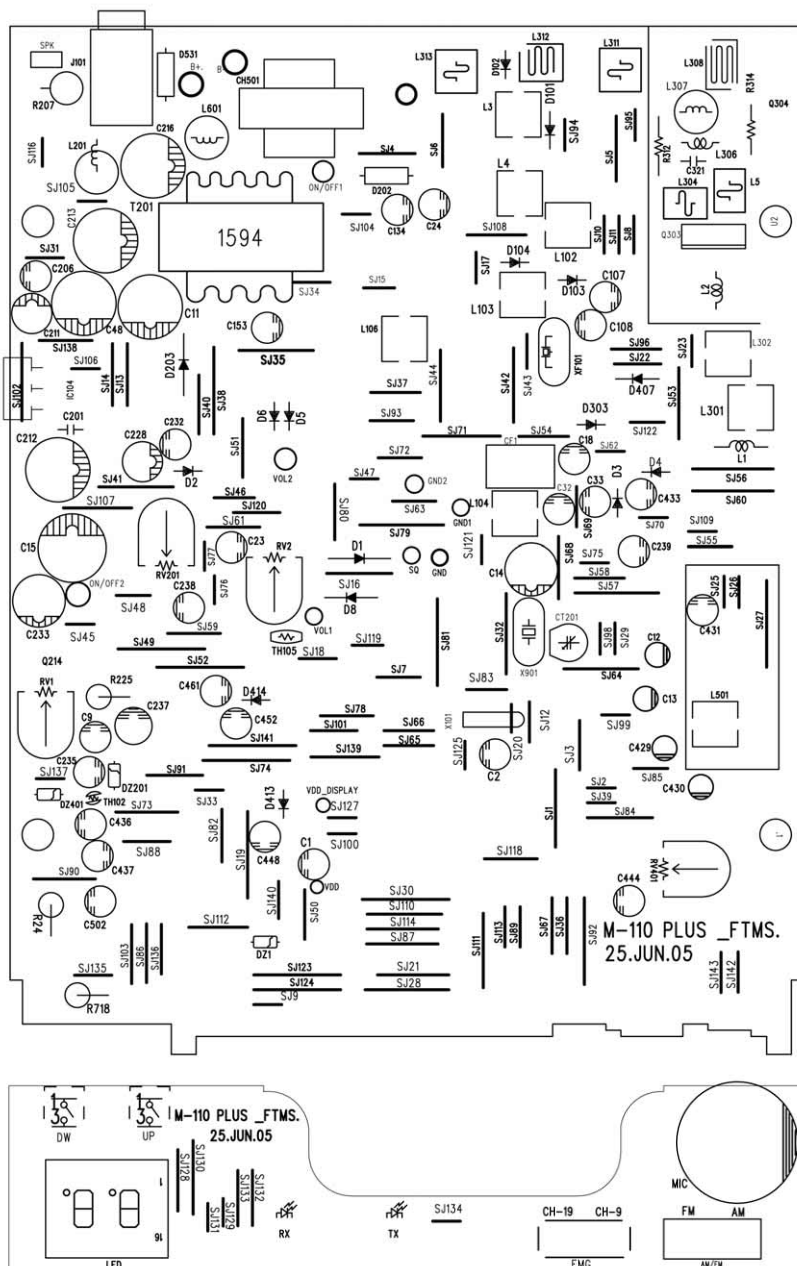 SPK
J101
D531
B+.
B
CH501
L313
D102
L312
D101
L311
L308
R314
L307
Q304
R207
L601
L3
SJ94
SJ95
SJ116
L201
C216
SJ4
SJ6
SJ5
R312
L306
C321
SJ105
ON/OFF1
D202
L4
L304
L5
T201
C213
1594
SJ104
C134
C24
SJ108
L102
SJ10
SJ11
SJ8
Q303
U2
SJ31
C206
SJ17
D104
D103
C107
L2
SJ34
SJ15
L103
C211
C48
C11
C153
L106
C108
XF101
SJ138
SJ35
SJ44
SJ42
SJ43
SJ96
SJ22
SJ23
L302
SJ102
SJ106
IC104
SJ14
SJ13
D203
SJ40
SJ38
SJ37
D407
SJ53
L301
C201
C232
D6
D5
SJ93
D303
SJ122
C212
C228
SJ51
SJ71
SJ54
C18
SJ62
L1
D2
VOL2
SJ72
CF1
D3
D4
SJ56
SJ41
SJ47
GND2
C32
C33
C433
SJ60
SJ107
SJ46
SJ120
SJ80
SJ63
GND1
L104
SJ69
SJ70
SJ61
SJ79
SJ109
C15
RV201
SJ77
C23
RV2
D1
SQ
GND
SJ121
C14
SJ68
SJ75
C239
SJ55
ON/OFF2
SJ76
SJ16
SJ58
SJ57
C233
SJ48
C238
D8
SJ81
SJ32
CT201
SJ25
SJ26
SJ27
C431
SJ45
SJ59
TH105
VOL1
SJ119
SJ98
SJ29
C12
SJ49
SJ18
X901
Q214
SJ52
SJ7
SJ64
RV1
R225
C461
D414
SJ83
C13
L501
C9
C237
C452
SJ78
X101
SJ12
SJ99
SJ101
SJ66
SJ141
SJ65
SJ125
SJ20
SJ3
C429
C235
SJ137
DZ201
SJ91
SJ74
SJ139
C2
SJ85
DZ401
TH102
SJ33
D413
VDD_DISPLAY
SJ2
SJ39
C430
SJ73
SJ127
SJ1
SJ84
C436
SJ82
SJ19
C448
SJ100
J1
SJ88
C1
SJ118
C437
SJ90
VDD
RV401
R24
C502
SJ140
SJ50
SJ30
C444
SJ110
SJ112
SJ114
SJ111
SJ113
SJ89
SJ67
SJ36
SJ92
M-110 PLUS _FTMS.
25.JUN.05
SJ103
SJ86
SJ136
DZ1
SJ87
SJ135
SJ123
SJ21
SJ143
SJ142
SJ124
SJ28
R718
SJ9
1
3
DW
1
3
UP
M-110 PLUS _FTMS.
25.JUN.05
SJ128
SJ130
SJ131
SJ129
SJ133
SJ132
1
16
LED
RX
TX
SJ134
CH-19 CH-9
EMG
MIC
FM AM
AM/FM